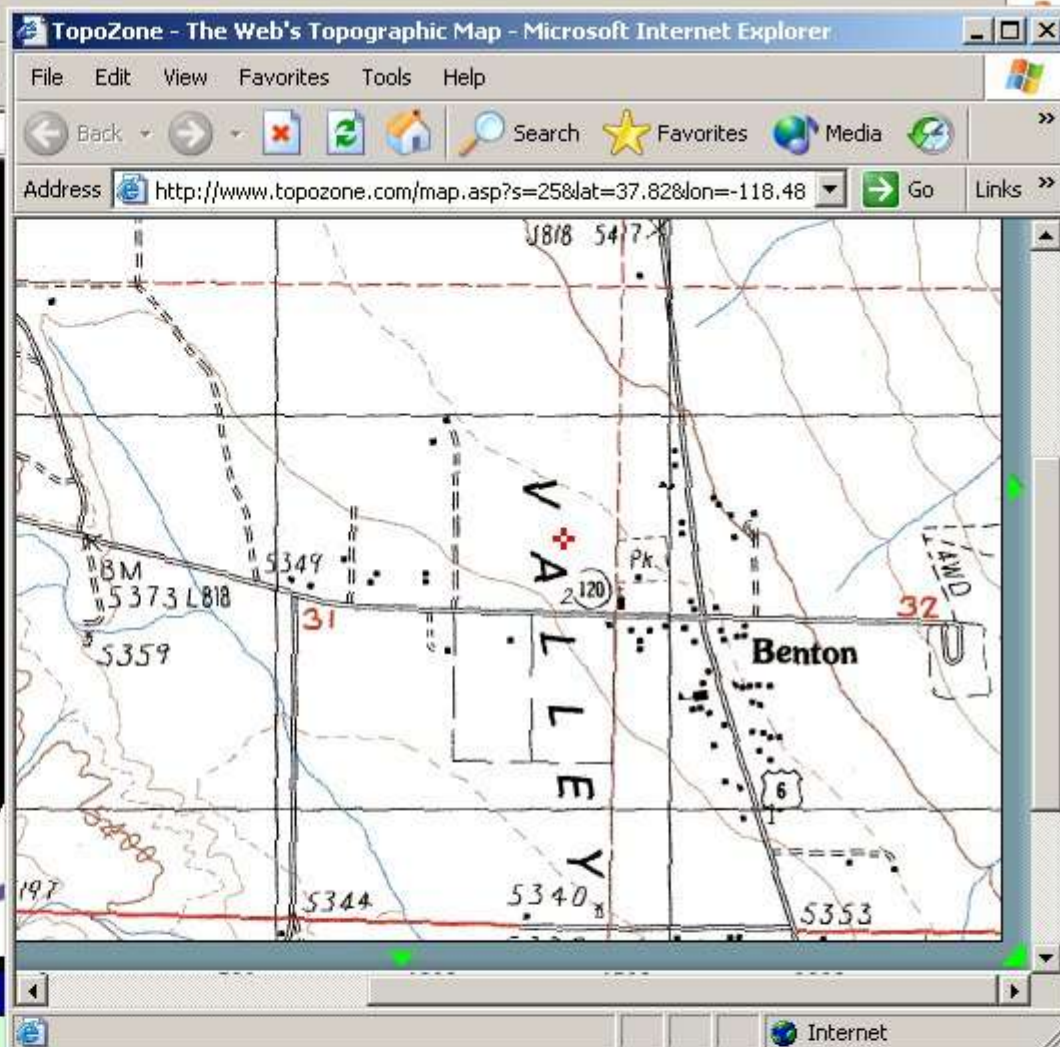 TopoZone - The Web's Topographic Map - Microsoft Internet Explorer
File Edit View Favorites Tools Help
Back Search Favorites Media
Address http://www.topozone.com/map.asp?s=25&lat=37.82&lon=-118.48 Go Links
J818 5417
V
A
L
L
E
Y
Pk
120
5349
BM
5373 L818
31
32
5359
Benton
6
5344
5340
5353
Internet